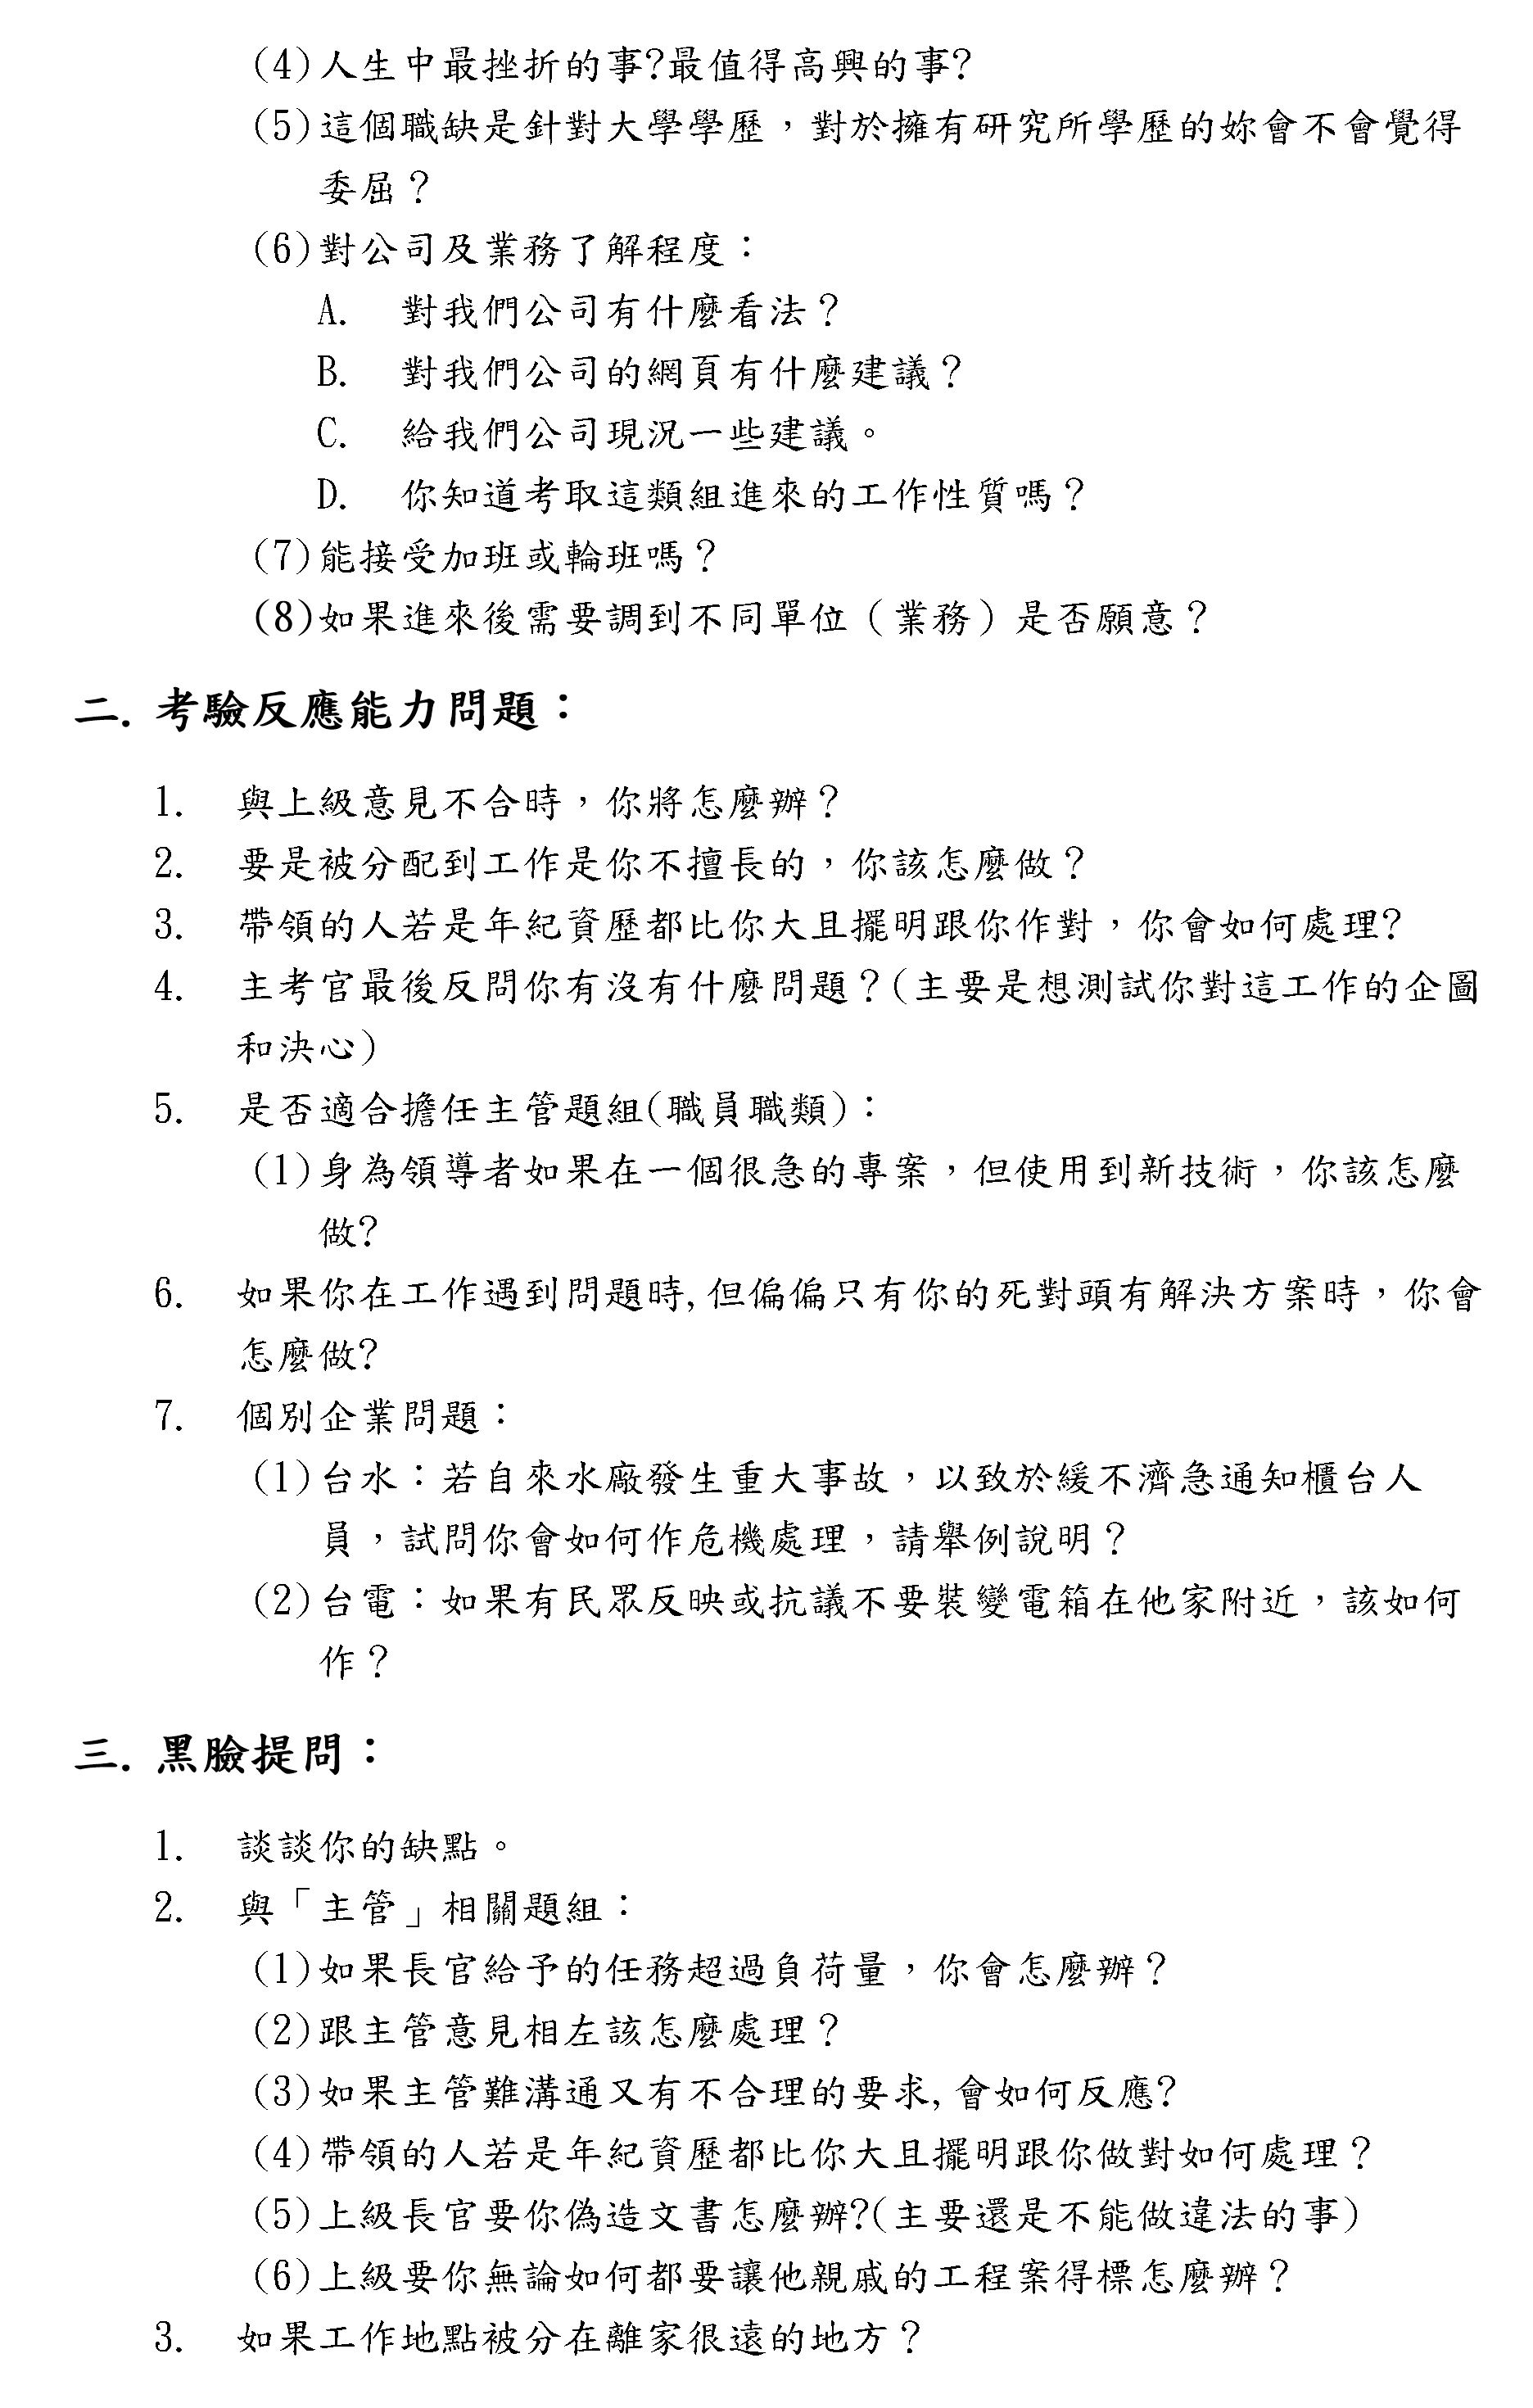 (4)人生中最挫折的事?最值得高興的事?
(5)這個職缺是針對大學學歷，對於擁有研究所學歷的妳會不會覺得
委屈？
(6)對公司及業務了解程度：
A. 對我們公司有什麼看法？
B. 對我們公司的網頁有什麼建議？
C. 給我們公司現況一些建議。
D. 你知道考取這類組進來的工作性質嗎？
(7)能接受加班或輪班嗎？
(8)如果進來後需要調到不同單位（業務）是否願意？
二. 考驗反應能力問題：
1. 與上級意見不合時，你將怎麼辦？
2. 要是被分配到工作是你不擅長的，你該怎麼做？
3. 帶領的人若是年紀資歷都比你大且擺明跟你作對，你會如何處理?
4. 主考官最後反問你有沒有什麼問題？(主要是想測試你對這工作的企圖
和決心)
5. 是否適合擔任主管題組(職員職類)：
(1)身為領導者如果在一個很急的專案，但使用到新技術，你該怎麼
做?
6. 如果你在工作遇到問題時,但偏偏只有你的死對頭有解決方案時，你會
怎麼做?
7. 個別企業問題：
(1)台水：若自來水廠發生重大事故，以致於緩不濟急通知櫃台人
員，試問你會如何作危機處理，請舉例說明？
(2)台電：如果有民眾反映或抗議不要裝變電箱在他家附近，該如何
作？
三. 黑臉提問：
1. 談談你的缺點。
2. 與「主管」相關題組：
(1)如果長官給予的任務超過負荷量，你會怎麼辦？
(2)跟主管意見相左該怎麼處理？
(3)如果主管難溝通又有不合理的要求,會如何反應?
(4)帶領的人若是年紀資歷都比你大且擺明跟你做對如何處理？
(5)上級長官要你偽造文書怎麼辦?(主要還是不能做違法的事)
(6)上級要你無論如何都要讓他親戚的工程案得標怎麼辦？
3. 如果工作地點被分在離家很遠的地方？